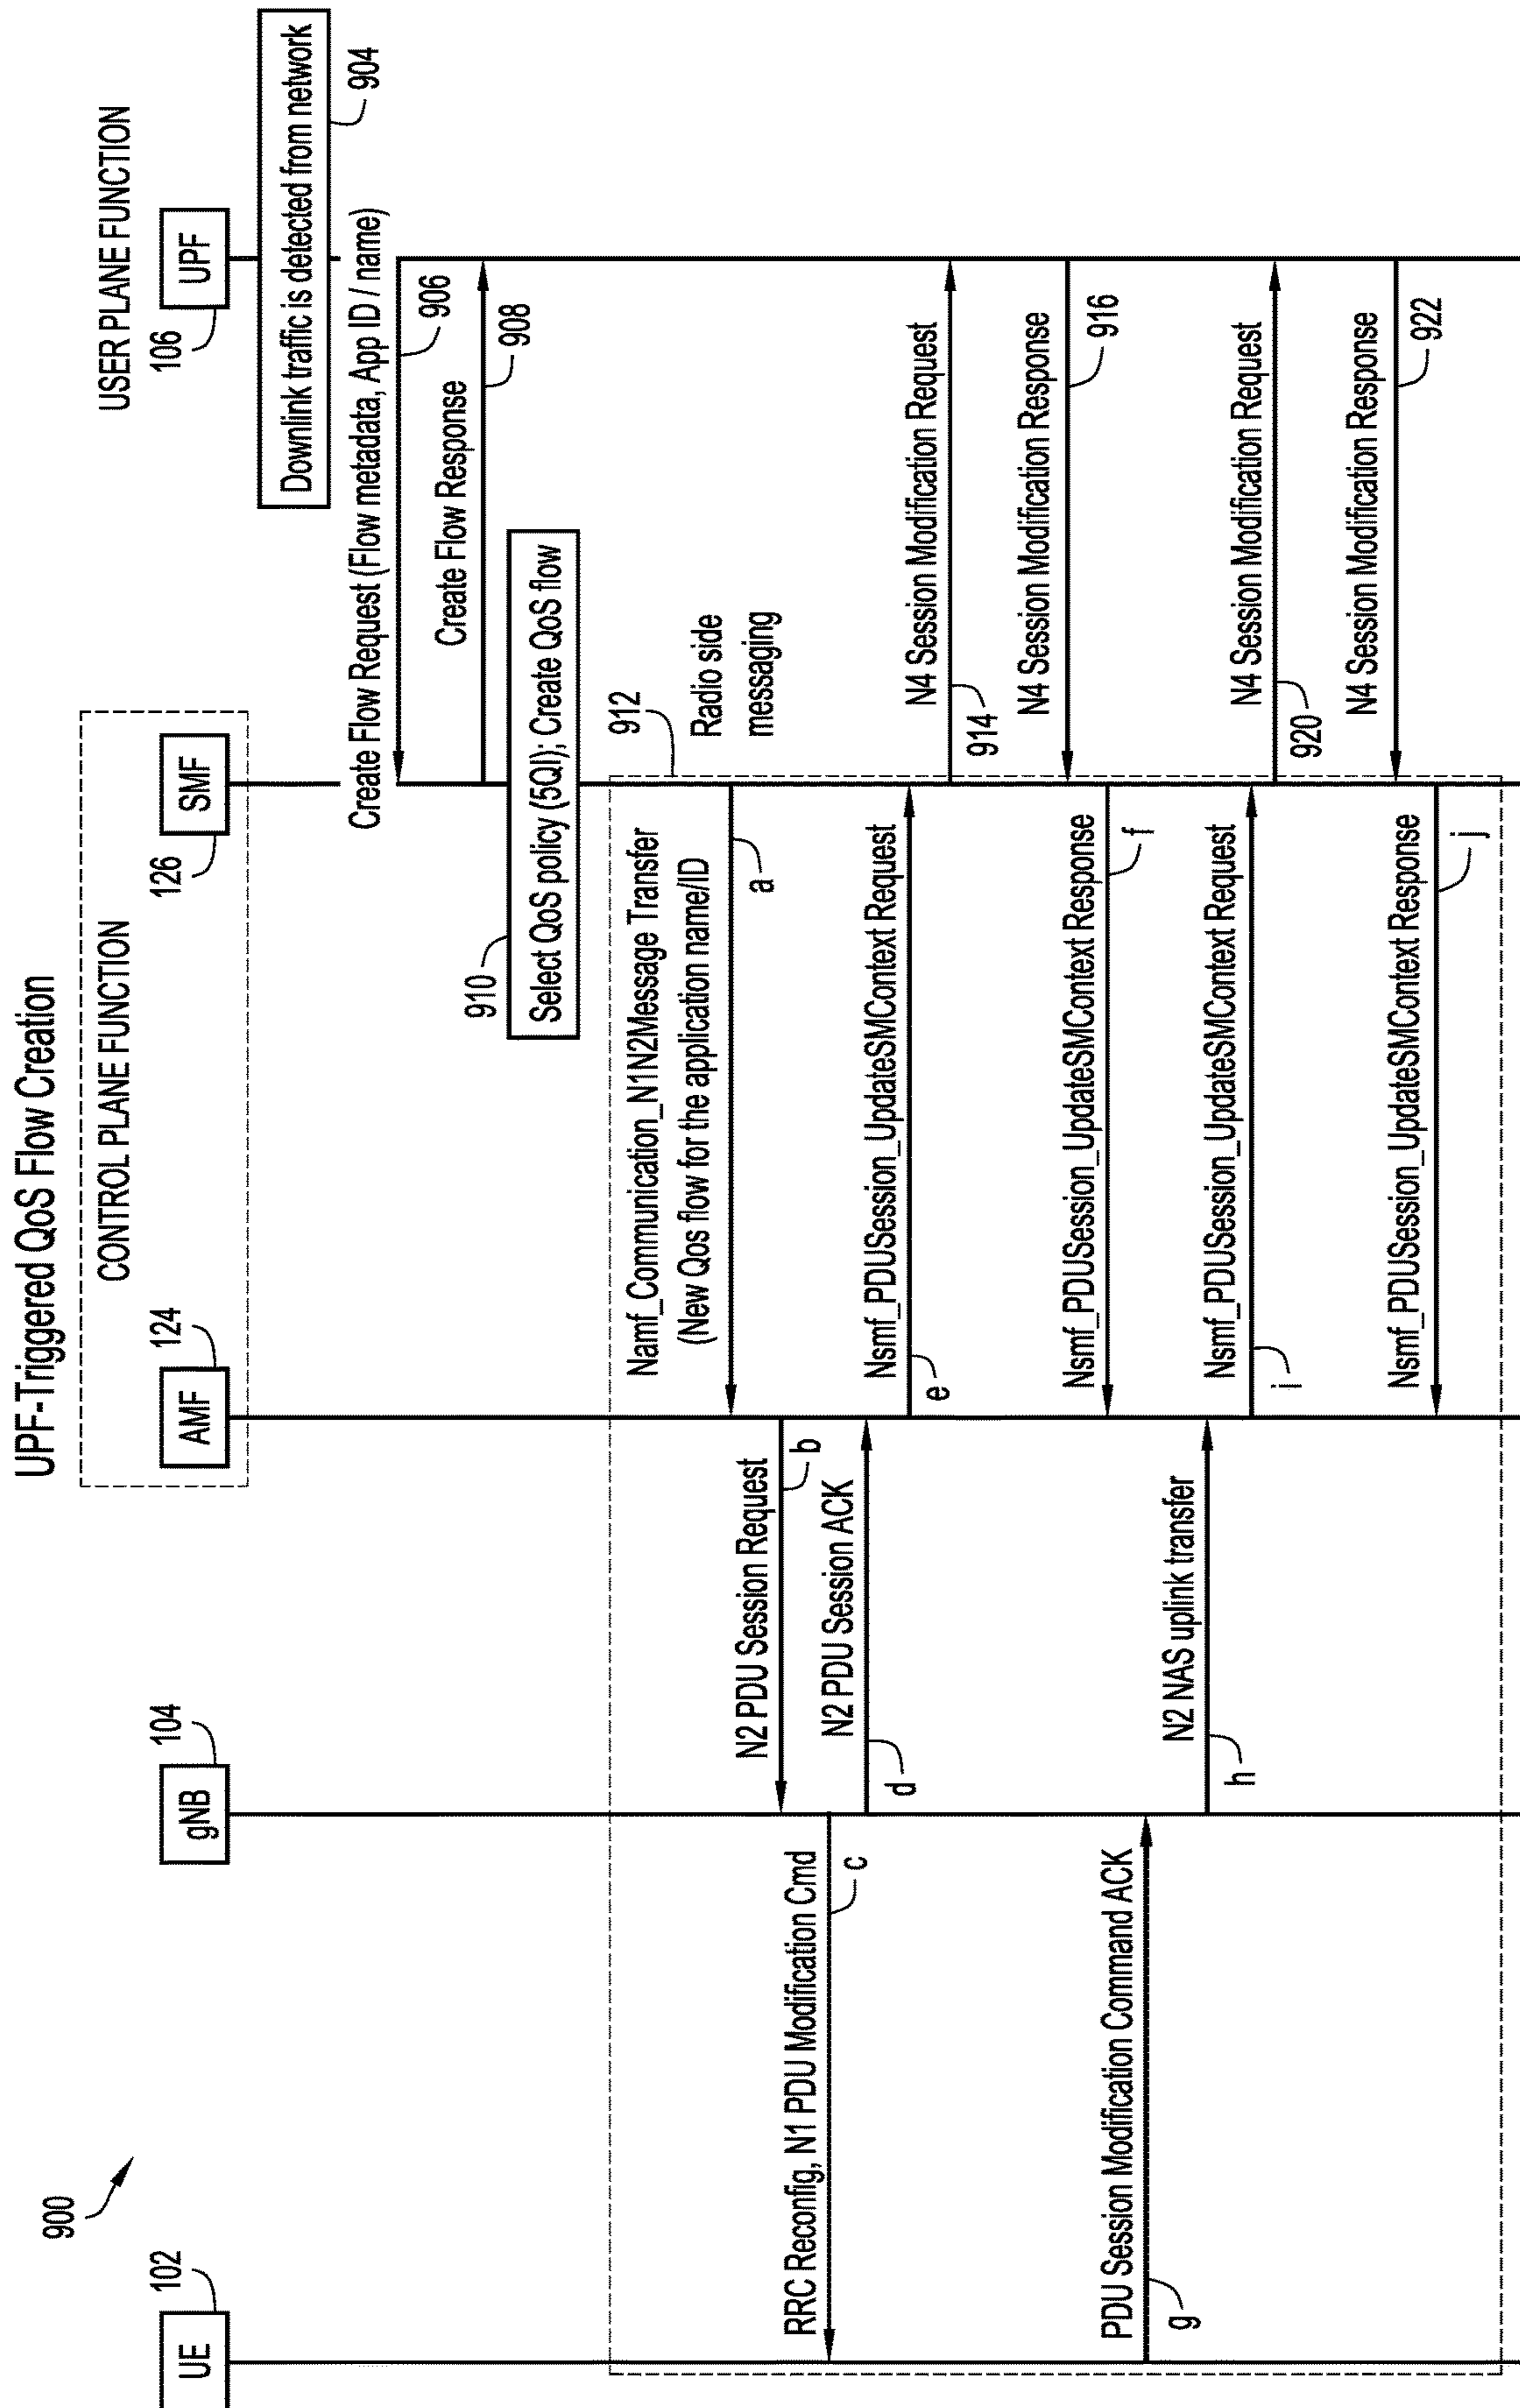 UPF-Triggered QoS Flow Creation
900
CONTROL PLANE FUNCTION
USER PLANE FUNCTION
102
104
124
126
106
UE
gNB
AMF
SMF
UPF
Downlink traffic is detected from network
904
Create Flow Request (Flow metadata, App ID / name)
906
Create Flow Response
908
910
Select QoS policy (5QI); Create QoS flow
912
Radio side
messaging
Namf_Communication_N1N2Message Transfer
(New Qos flow for the application name/ID
a
N2 PDU Session Request
b
RRC Reconfig, N1 PDU Modification Cmd
c
N2 PDU Session ACK
d
Nsmf_PDUSession_UpdateSMContext Request
e
N4 Session Modification Request
914
N4 Session Modification Response
916
Nsmf_PDUSession_UpdateSMContext Response
f
PDU Session Modification Command ACK
g
N2 NAS uplink transfer
h
Nsmf_PDUSession_UpdateSMContext Request
i
N4 Session Modification Request
920
N4 Session Modification Response
922
Nsmf_PDUSession_UpdateSMContext Response
j